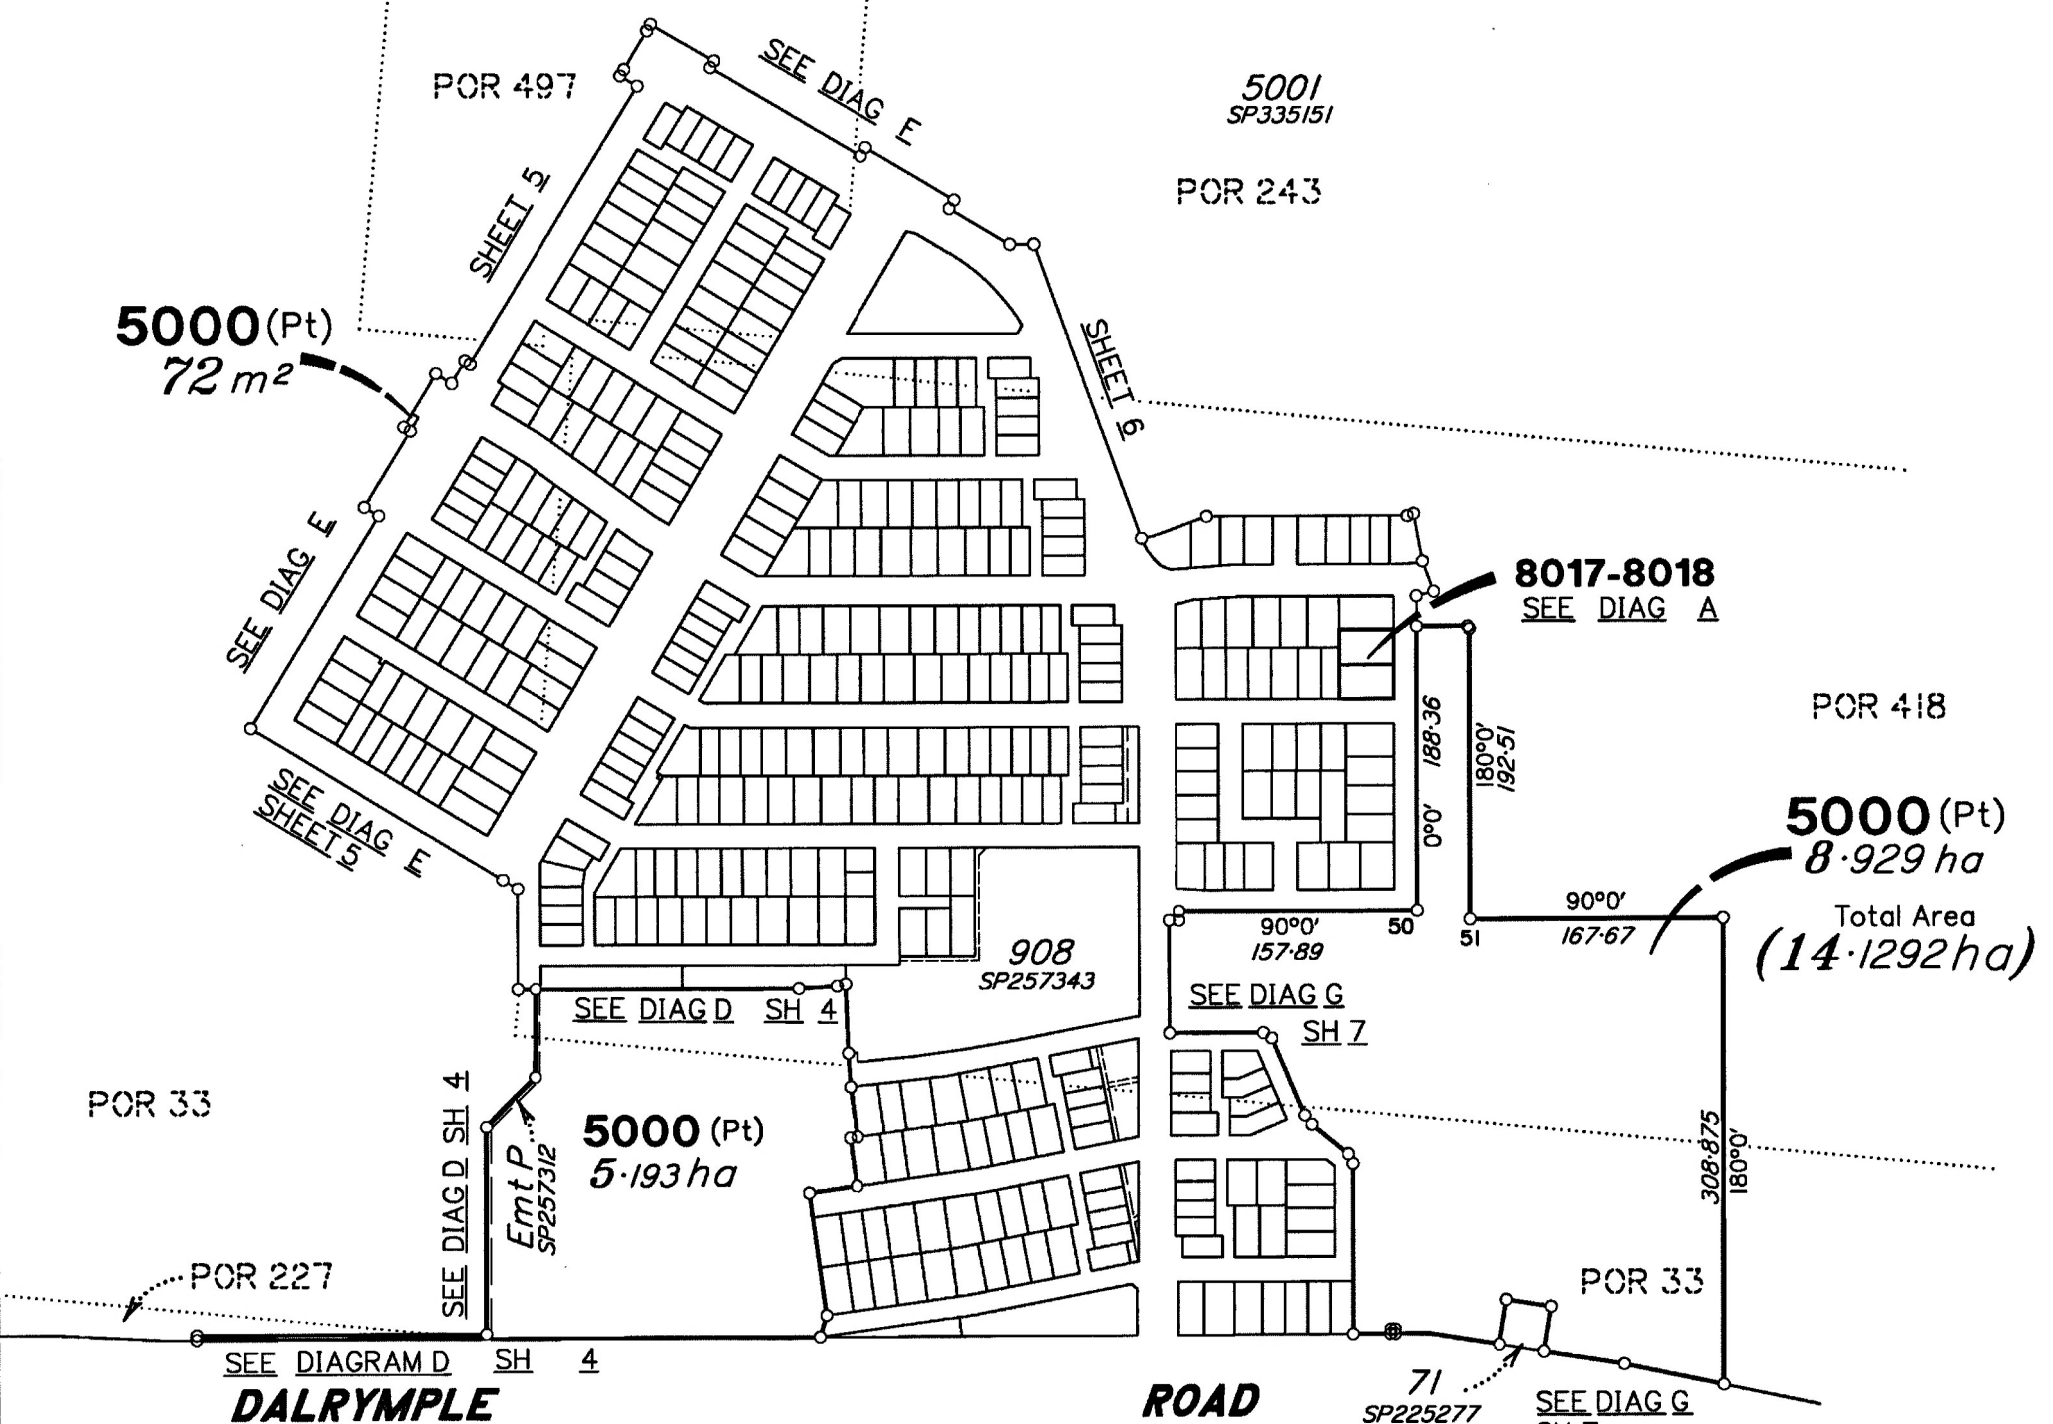 SEE DIAG F
POR 497
5001
SP335151
POR 243
SHEET 5
5000 (Pt)
72 m²
SHEET 6
SEE DIAG E
8017-8018
SEE DIAG A
POR 418
188·36
0°0'
180°0'
192·51
5000 (Pt)
8·929 ha
Total Area
(14·1292 ha)
SEE DIAG E
SHEET 5
90°0'
157·89
50
51
90°0'
167·67
908
SP257343
SEE DIAG D SH 4
SEE DIAG G
SH 7
POR 33
SEE DIAG D SH 4
Emt P
SP257312
5000 (Pt)
5·193 ha
308·875
180°0'
POR 227
POR 33
SEE DIAGRAM D SH 4
DALRYMPLE ROAD
71
SP225277
SEE DIAG G